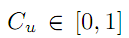 C_u ∈ [0, 1]